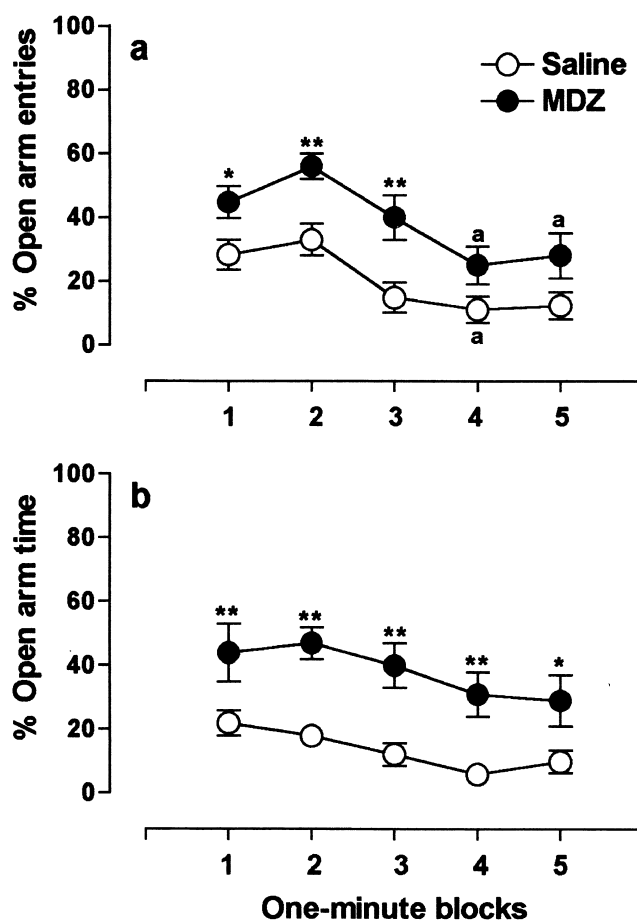 a
Saline
MDZ
% Open arm entries
100
80
60
40
20
0
* ** ** a a
a
1 2 3 4 5
b
% Open arm time
100
80
60
40
20
0
** ** ** ** *
1 2 3 4 5
One-minute blocks